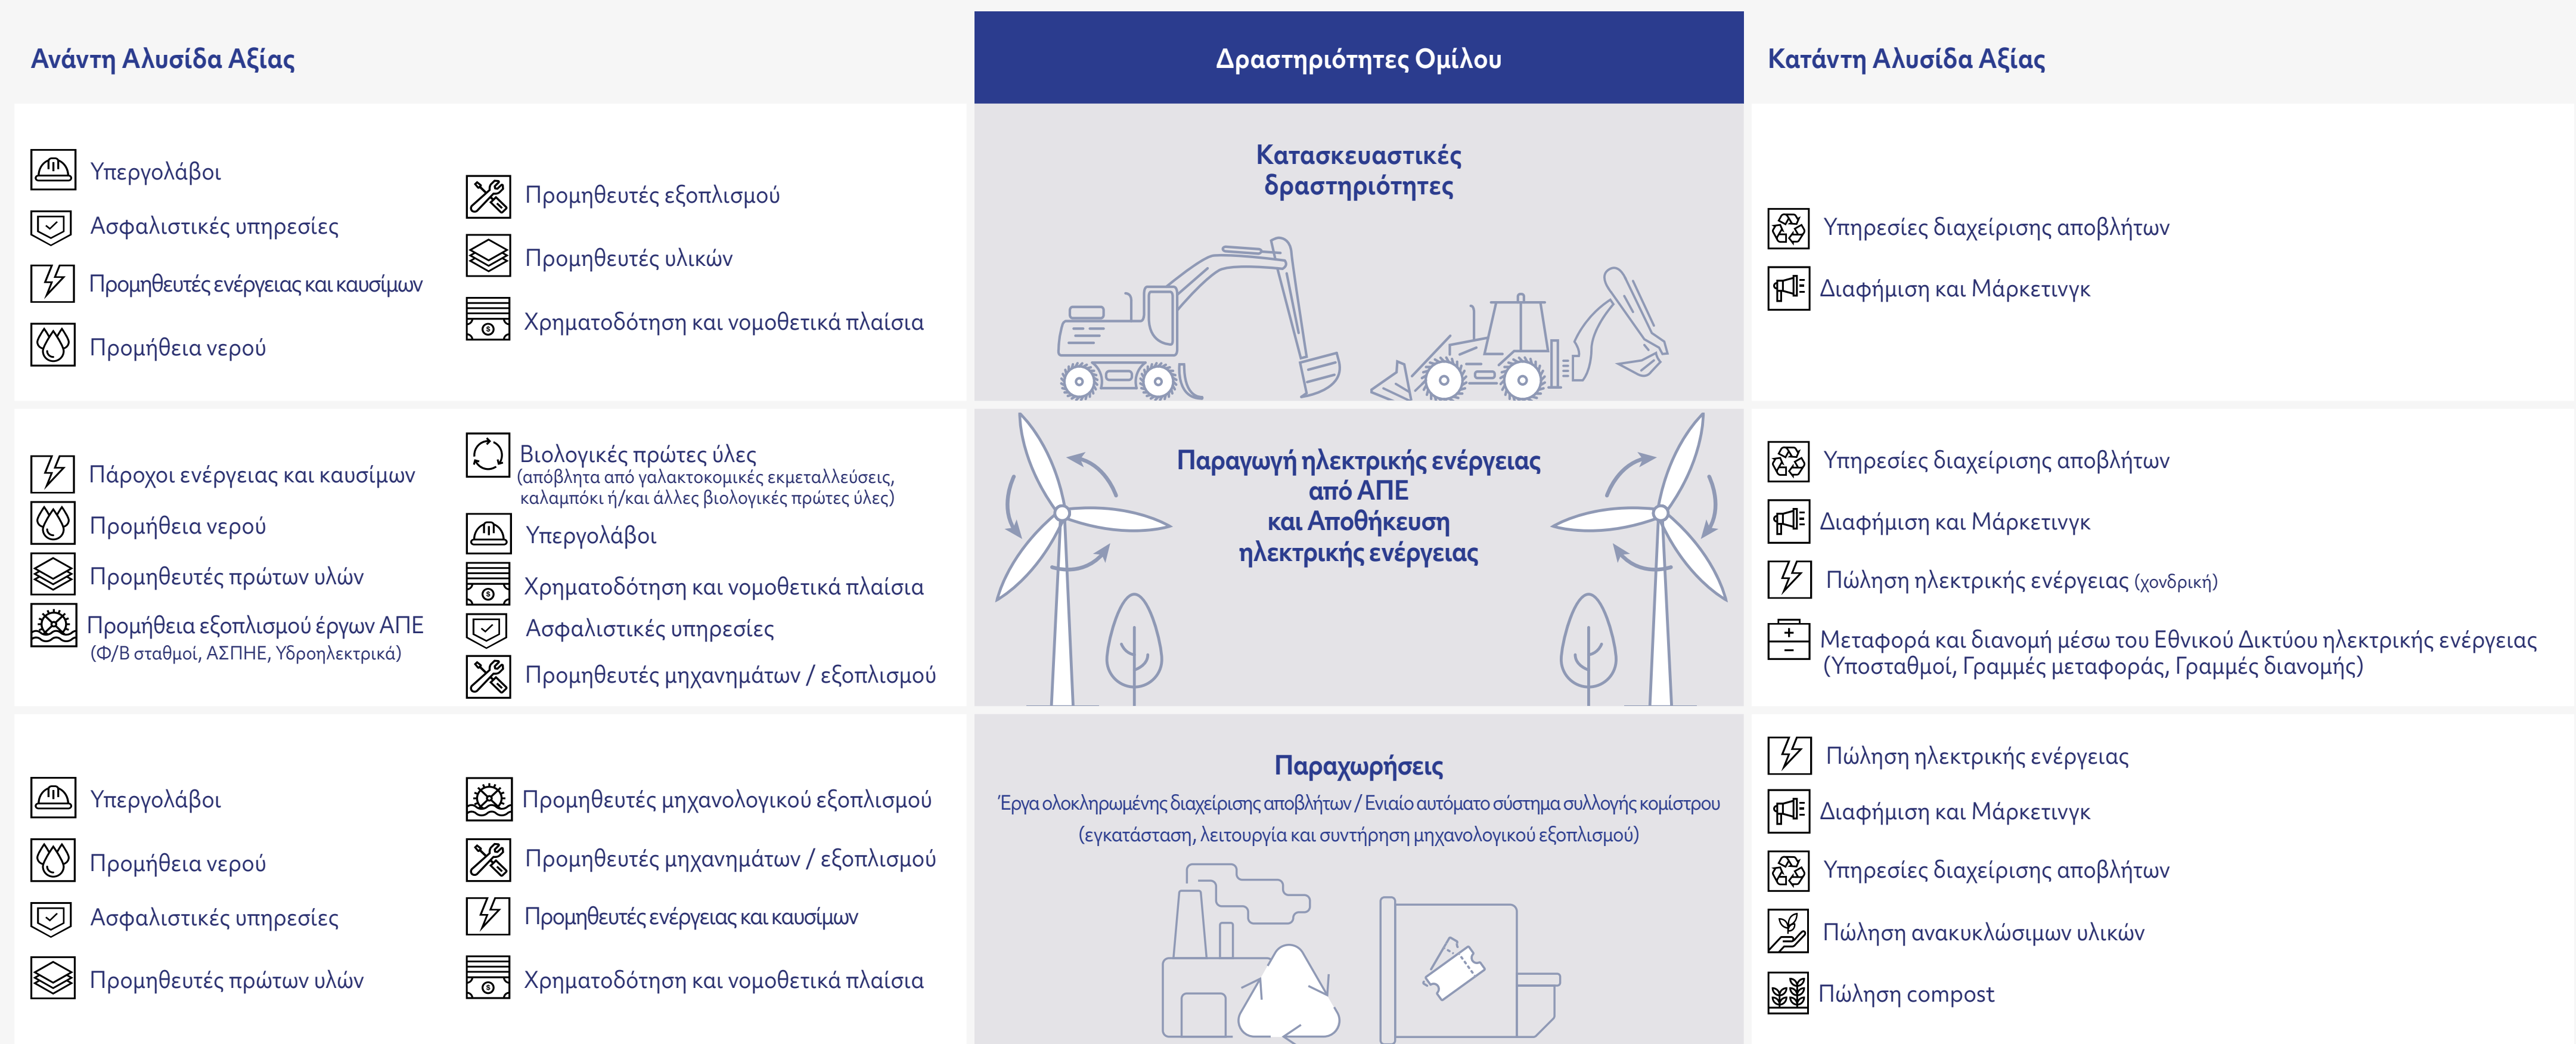 Ανάντη Αλυσίδα Αξίας
Δραστηριότητες Ομίλου
Κατάντη Αλυσίδα Αξίας
Υπεργολάβοι
Ασφαλιστικές υπηρεσίες
Προμηθευτές ενέργειας και καυσίμων
Προμήθεια νερού
Προμηθευτές εξοπλισμού
Προμηθευτές υλικών
Χρηματοδότηση και νομοθετικά πλαίσια
Κατασκευαστικές
δραστηριότητες
Υπηρεσίες διαχείρισης αποβλήτων
Διαφήμιση και Μάρκετινγκ
Πάροχοι ενέργειας και καυσίμων
Προμήθεια νερού
Προμηθευτές πρώτων υλών
Προμήθεια εξοπλισμού έργων ΑΠΕ
(Φ/Β σταθμοί, ΑΣΠΗΕ, Υδροηλεκτρικά)
Βιολογικές πρώτες ύλες
(απόβλητα από γαλακτοκομικές εκμεταλλεύσεις,
καλαμπόκι ή/και άλλες βιολογικές πρώτες ύλες)
Υπεργολάβοι
Χρηματοδότηση και νομοθετικά πλαίσια
Ασφαλιστικές υπηρεσίες
Προμηθευτές μηχανημάτων / εξοπλισμού
Παραγωγή ηλεκτρικής ενέργειας
από ΑΠΕ
και Αποθήκευση
ηλεκτρικής ενέργειας
Υπηρεσίες διαχείρισης αποβλήτων
Διαφήμιση και Μάρκετινγκ
Πώληση ηλεκτρικής ενέργειας (χονδρική)
Μεταφορά και διανομή μέσω του Εθνικού Δικτύου ηλεκτρικής ενέργειας
(Υποσταθμοί, Γραμμές μεταφοράς, Γραμμές διανομής)
Υπεργολάβοι
Προμήθεια νερού
Ασφαλιστικές υπηρεσίες
Προμηθευτές πρώτων υλών
Προμηθευτές μηχανολογικού εξοπλισμού
Προμηθευτές μηχανημάτων / εξοπλισμού
Προμηθευτές ενέργειας και καυσίμων
Χρηματοδότηση και νομοθετικά πλαίσια
Παραχωρήσεις
Έργα ολοκληρωμένης διαχείρισης αποβλήτων / Ενιαίο αυτόματο σύστημα συλλογής κομίστρου
(εγκατάσταση, λειτουργία και συντήρηση μηχανολογικού εξοπλισμού)
Πώληση ηλεκτρικής ενέργειας
Διαφήμιση και Μάρκετινγκ
Υπηρεσίες διαχείρισης αποβλήτων
Πώληση ανακυκλώσιμων υλικών
Πώληση compost